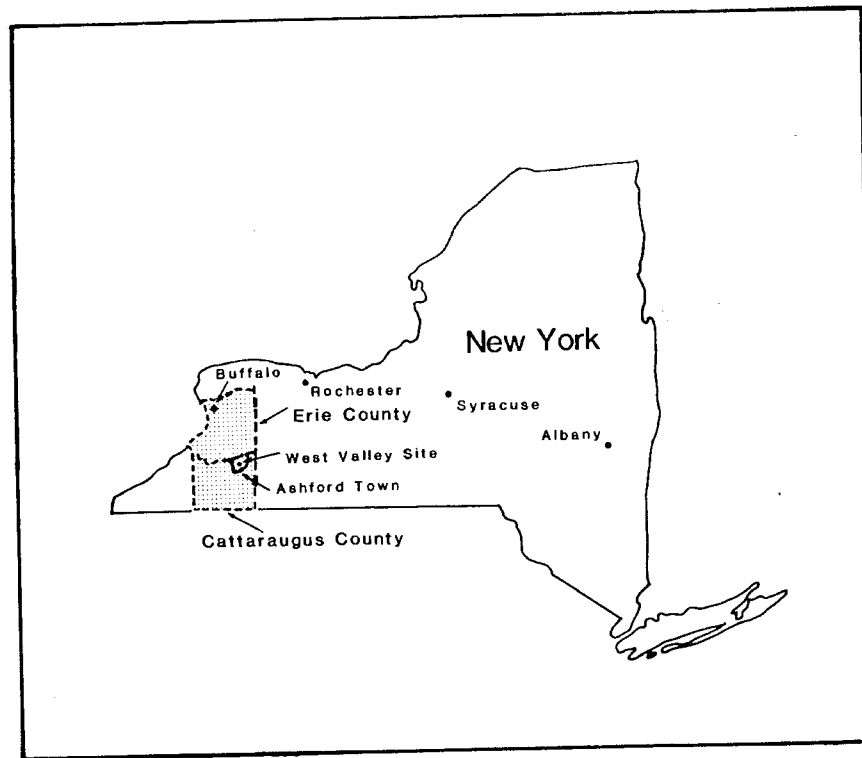 New York
Buffalo
Rochester
Syracuse
Erie County
Albany
West Valley Site
Ashford Town
Cattaraugus County